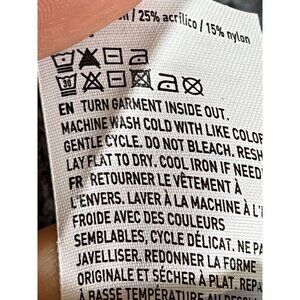 / 25% acrílico / 15% nylon
30
EN TURN GARMENT INSIDE OUT.
MACHINE WASH COLD WITH LIKE COLOR
GENTLE CYCLE. DO NOT BLEACH. RESH
LAY FLAT TO DRY. COOL IRON IF NEED
FR RETOURNER LE VÊTEMENT À
L'ENVERS. LAVER À LA MACHINE À L'
FROIDE AVEC DES COULEURS
SEMBLABLES, CYCLE DÉLICAT. NE PA
JAVELLISER. REDONNER LA FORME
ORIGINALE ET SÉCHER À PLAT. REPA
À BASSE TEMPÉRATURE AU BESOI